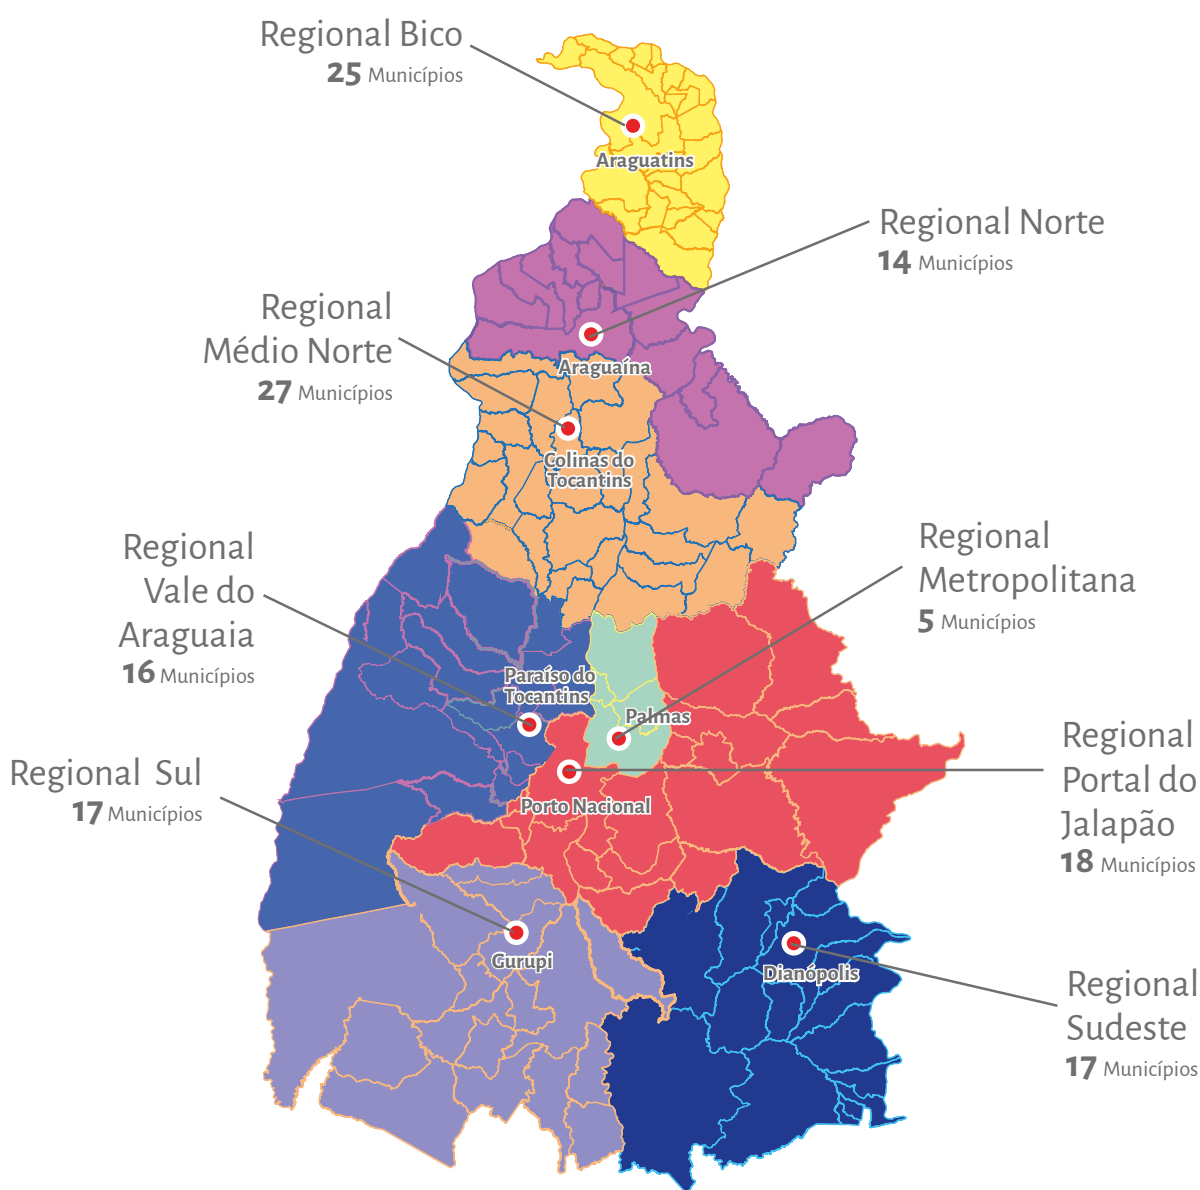 Regional Bico
25 Municípios
Araguatins
Regional Norte
14 Municípios
Regional
Médio Norte
27 Municípios
Araguaína
Colinas do
Tocantins
Regional
Vale do
Araguaia
16 Municípios
Regional
Metropolitana
5 Municípios
Paraíso do
Tocantins
Palmas
Regional
Portal do
Jalapão
18 Municípios
Porto Nacional
Regional Sul
17 Municípios
Gurupi
Dianópolis
Regional
Sudeste
17 Municípios